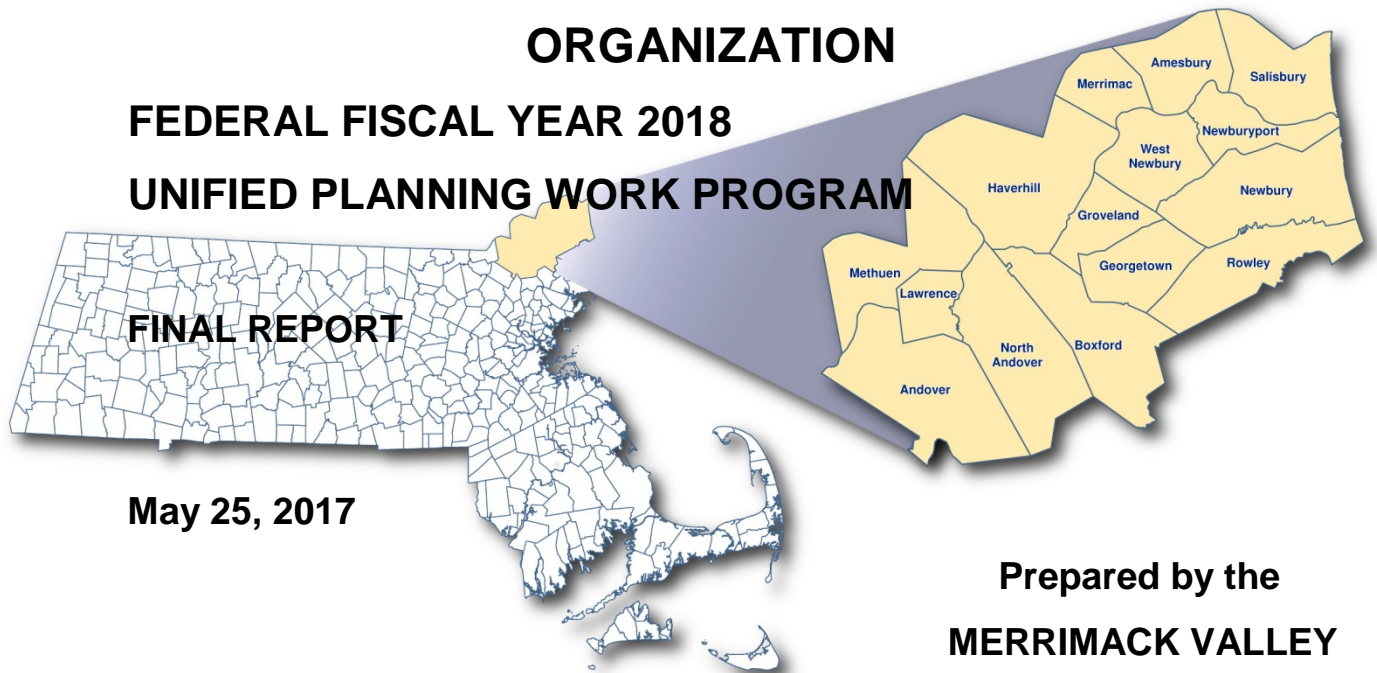 ORGANIZATION
FEDERAL FISCAL YEAR 2018
UNIFIED PLANNING WORK PROGRAM
FINAL REPORT
May 25, 2017
Amesbury
Salisbury
Merrimac
Newburyport
West
Newbury
Haverhill
Newbury
Groveland
Methuen
Georgetown
Rowley
Lawrence
North
Andover
Boxford
Andover
Prepared by the
MERRIMACK VALLEY